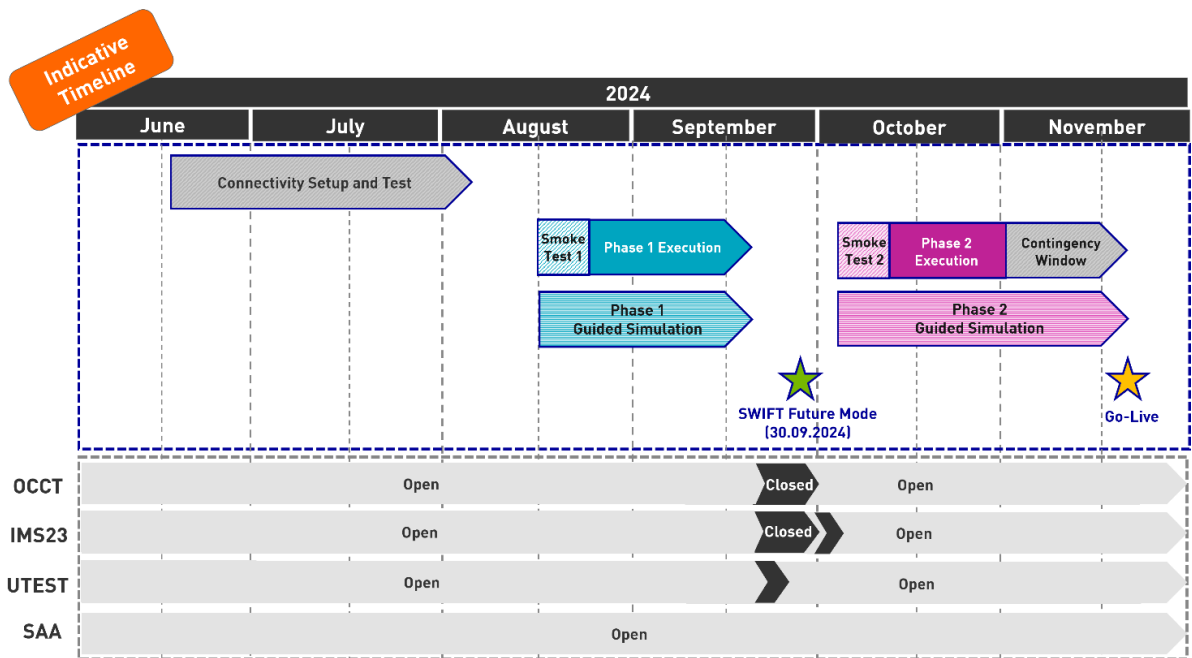 Indicative
Timeline
2024
June
July
August
September
October
November
Connectivity Setup and Test
Smoke
Test 1
Phase 1 Execution
Smoke
Test 2
Phase 2
Execution
Contingency
Window
Phase 1
Guided Simulation
Phase 2
Guided Simulation
SWIFT Future Mode
(30.09.2024)
Go-Live
OCCT
Open
Closed
Open
IMS23
Open
Closed
Open
UTEST
Open
Open
SAA
Open